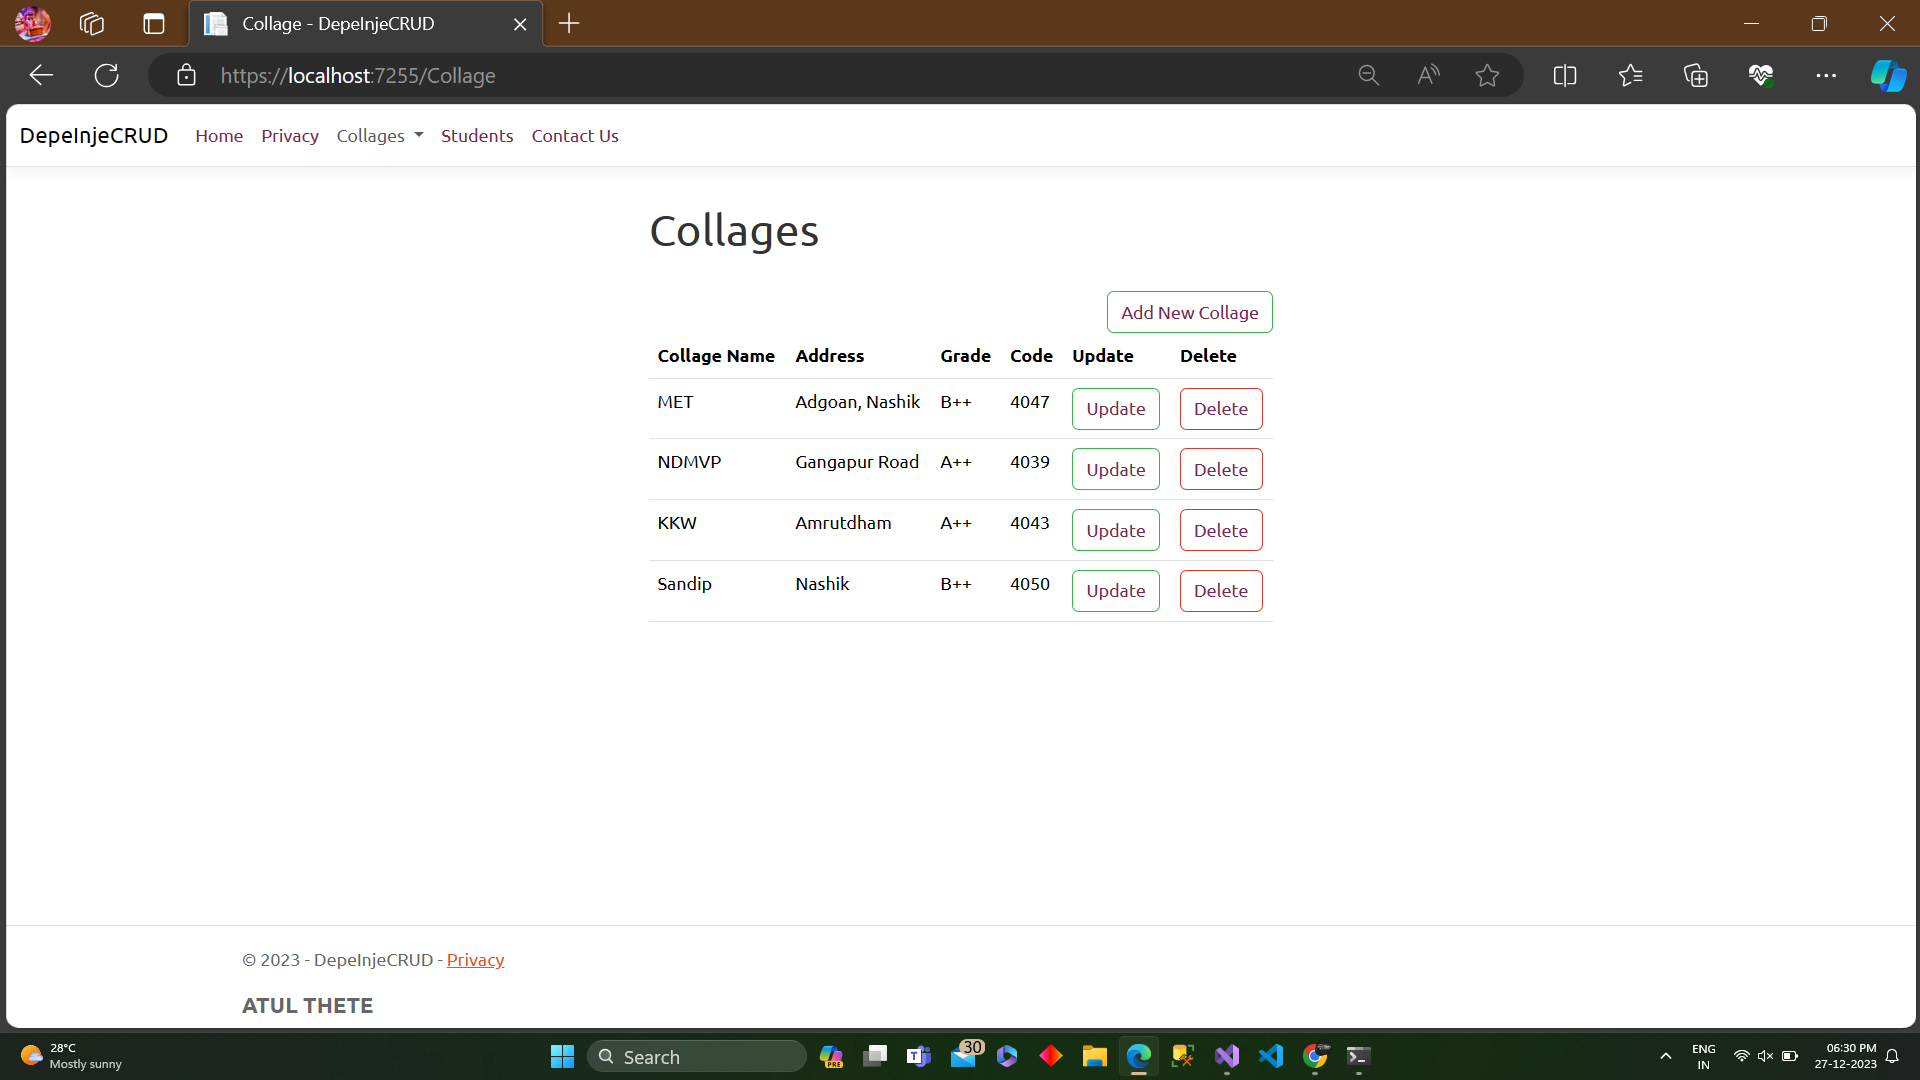 Collage - DepeInjeCRUD
https://localhost:7255/Collage
DepeInjeCRUD Home Privacy Collages Students Contact Us
Collages
Add New Collage
Collage Name Address Grade Code Update Delete
MET Adgoan, Nashik B++ 4047 Update Delete
NDMVP Gangapur Road A++ 4039 Update Delete
KKW Amrutdham A++ 4043 Update Delete
Sandip Nashik B++ 4050 Update Delete
© 2023 - DepeInjeCRUD - Privacy
ATUL THETE
28°C
Mostly sunny
Search
PRE
30
ENG
IN
06:30 PM
27-12-2023